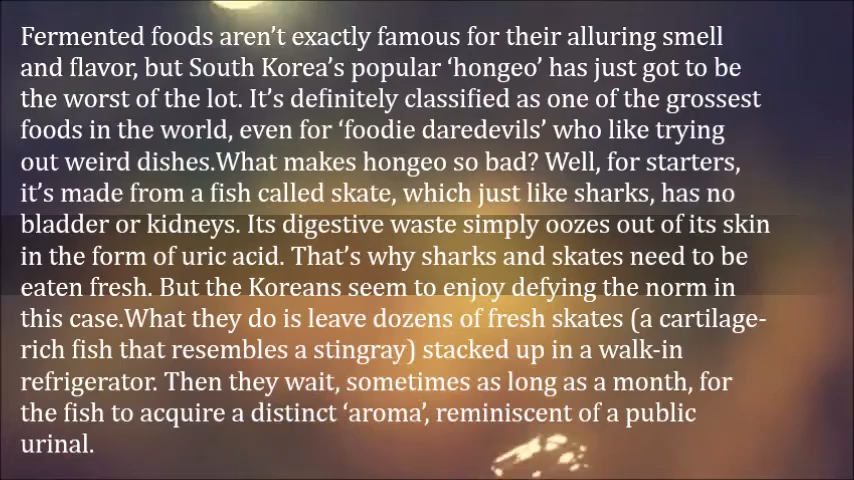 Fermented foods aren’t exactly famous for their alluring smell
and flavor, but South Korea’s popular ‘hongeo’ has just got to be
the worst of the lot. It’s definitely classified as one of the grossest
foods in the world, even for ‘foodie daredevils’ who like trying
out weird dishes.What makes hongeo so bad? Well, for starters,
it’s made from a fish called skate, which just like sharks, has no
bladder or kidneys. Its digestive waste simply oozes out of its skin
in the form of uric acid. That’s why sharks and skates need to be
eaten fresh. But the Koreans seem to enjoy defying the norm in
this case.What they do is leave dozens of fresh skates (a cartilage-
rich fish that resembles a stingray) stacked up in a walk-in
refrigerator. Then they wait, sometimes as long as a month, for
the fish to acquire a distinct ‘aroma’, reminiscent of a public
urinal.